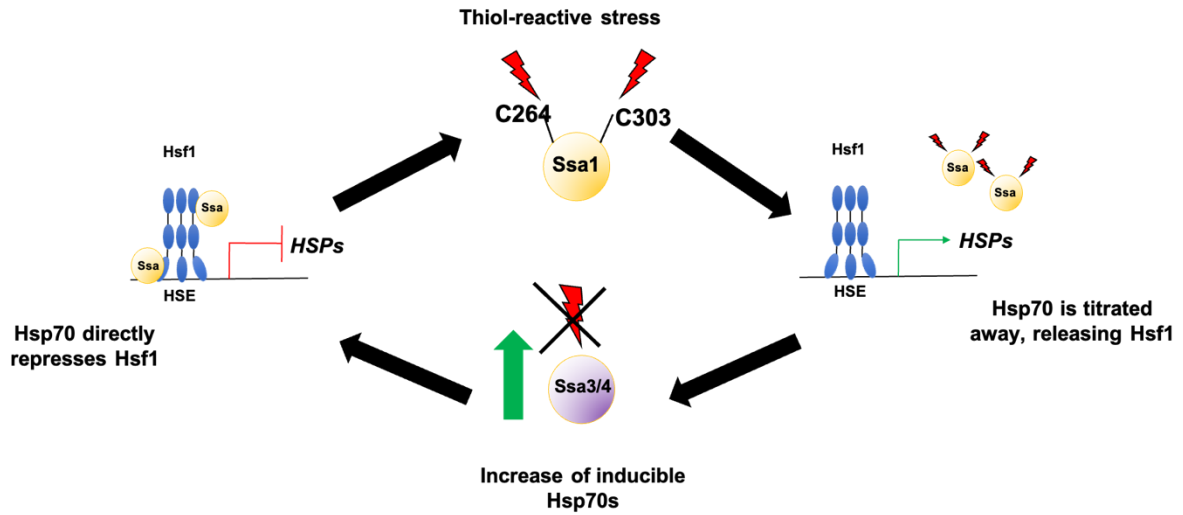 Thiol-reactive stress
C264
C303
Ssa1
Hsf1
Ssa
Ssa
HSPs
HSE
Hsp70 directly
represses Hsf1
Hsf1
Ssa
Ssa
HSPs
HSE
Hsp70 is titrated
away, releasing Hsf1
Ssa3/4
Increase of inducible
Hsp70s